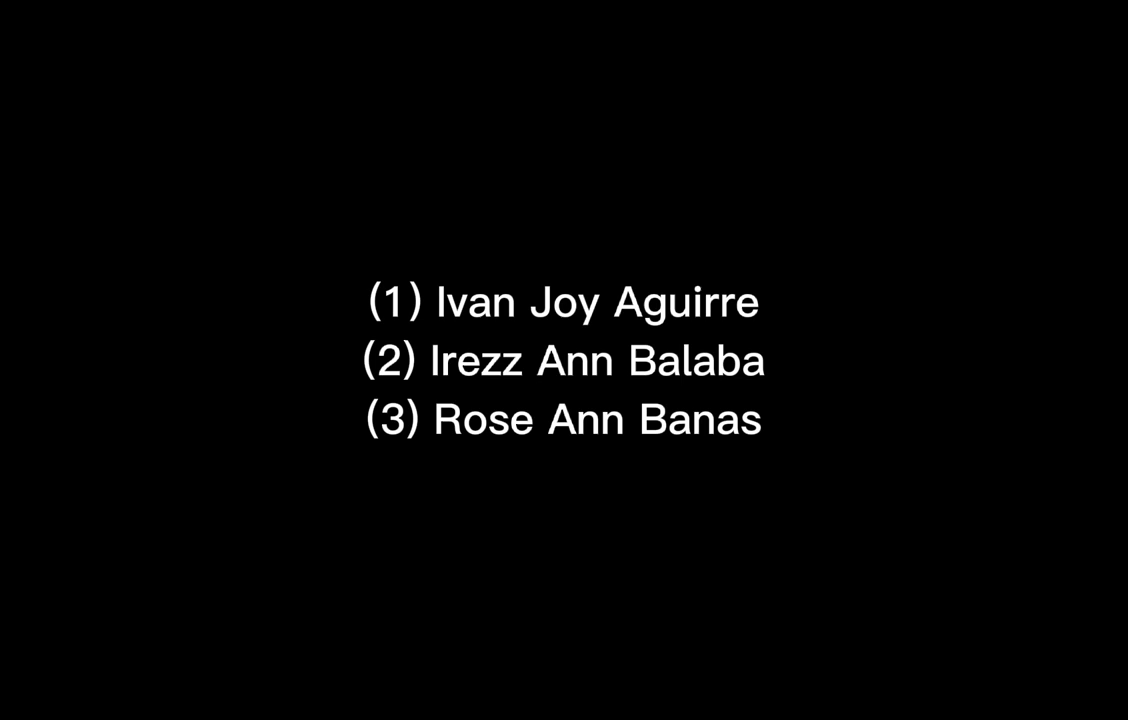 (1) Ivan Joy Aguirre
(2) Irezz Ann Balaba
(3) Rose Ann Banas